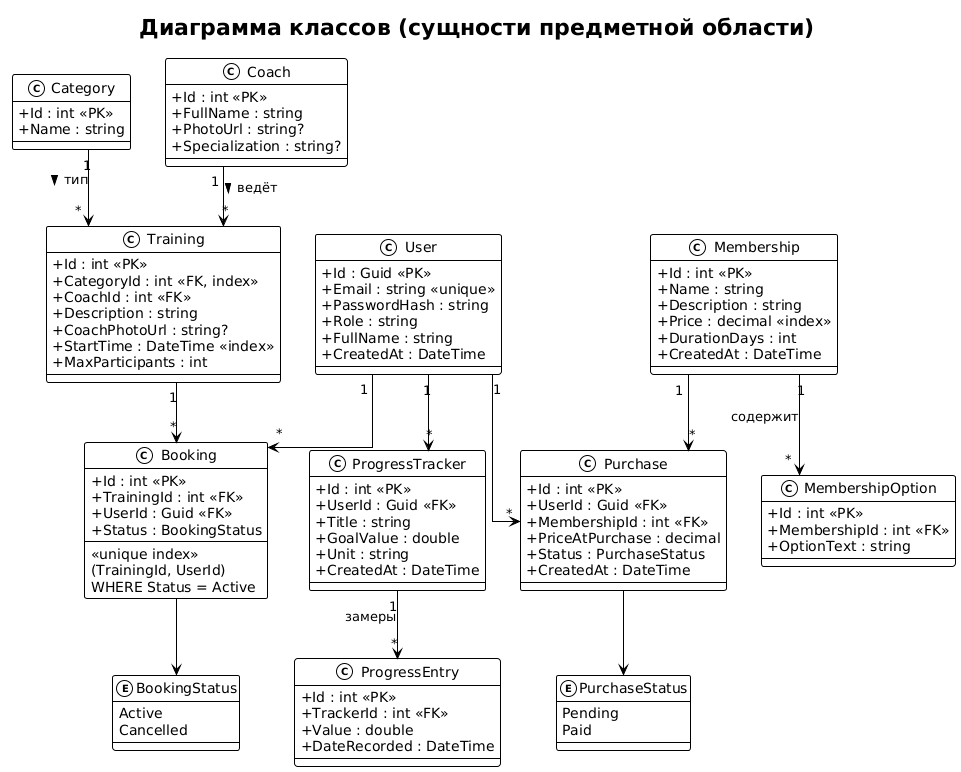 Диаграмма классов (сущности предметной области)
C Category
+Id : int «PK»
+Name : string
C Coach
+Id : int «PK»
+FullName : string
+PhotoUrl : string?
+Specialization : string?
1
тип
*
1
ведёт
*
C Training
+Id : int «PK»
+CategoryId : int «FK, index»
+CoachId : int «FK»
+Description : string
+CoachPhotoUrl : string?
+StartTime : DateTime «index»
+MaxParticipants : int
C User
+Id : Guid «PK»
+Email : string «unique»
+PasswordHash : string
+Role : string
+FullName : string
+CreatedAt : DateTime
C Membership
+Id : int «PK»
+Name : string
+Description : string
+Price : decimal «index»
+DurationDays : int
+CreatedAt : DateTime
1
*
1
*
1
*
1
*
1
*
1
содержит
*
C Booking
+Id : int «PK»
+TrainingId : int «FK»
+UserId : Guid «FK»
+Status : BookingStatus
«unique index»
(TrainingId, UserId)
WHERE Status = Active
C ProgressTracker
+Id : int «PK»
+UserId : Guid «FK»
+Title : string
+GoalValue : double
+Unit : string
+CreatedAt : DateTime
C Purchase
+Id : int «PK»
+UserId : Guid «FK»
+MembershipId : int «FK»
+PriceAtPurchase : decimal
+Status : PurchaseStatus
+CreatedAt : DateTime
C MembershipOption
+Id : int «PK»
+MembershipId : int «FK»
+OptionText : string
1
замеры
*
E BookingStatus
Active
Cancelled
C ProgressEntry
+Id : int «PK»
+TrackerId : int «FK»
+Value : double
+DateRecorded : DateTime
E PurchaseStatus
Pending
Paid